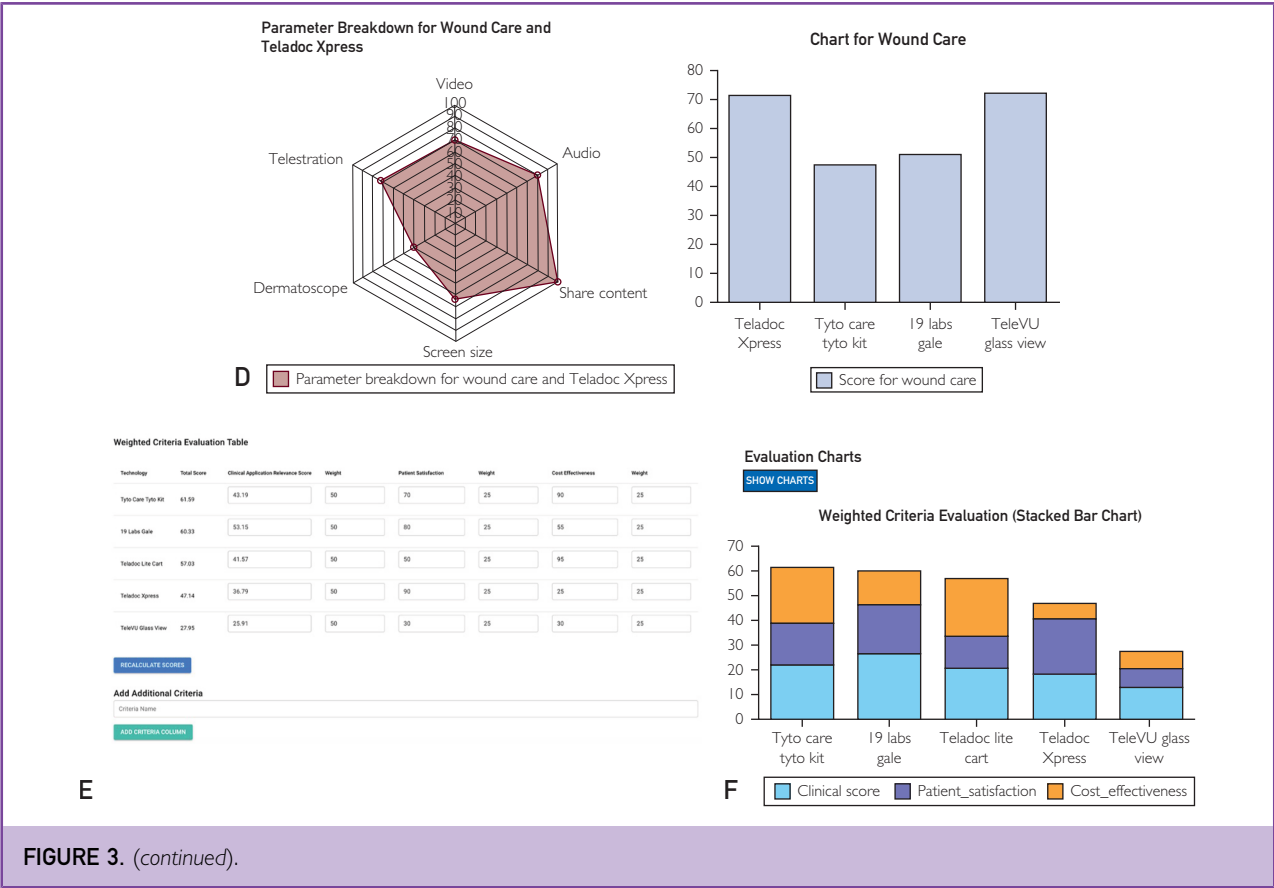 Parameter Breakdown for Wound Care and
Teladoc Xpress
Video
100
90
80
70
60
50
40
30
20
10
Audio
Share content
Screen size
Dermatoscope
Telestration
D
Parameter breakdown for wound care and Teladoc Xpress
Chart for Wound Care
80
70
60
50
40
30
20
10
0
Teladoc Xpress
Tyto care tyto kit
19 labs gale
TeleVU glass view
Score for wound care
Weighted Criteria Evaluation Table
Technology Total Score Clinical Application Relevance Score Weight Patient Satisfaction Weight Cost Effectiveness Weight
Tyto Care Tyto Kit 61.59 43.19 50 70 25 90 25
19 Labs Gale 60.33 53.15 50 80 25 55 25
Teladoc Lite Cart 57.03 41.57 50 50 25 95 25
Teladoc Xpress 47.14 36.79 50 90 25 25 25
TeleVU Glass View 27.95 25.91 50 30 25 30 25
RECALCULATE SCORES
Add Additional Criteria
Criteria Name
ADD CRITERIA COLUMN
E
Evaluation Charts
SHOW CHARTS
Weighted Criteria Evaluation (Stacked Bar Chart)
70
60
50
40
30
20
10
0
Tyto care tyto kit
19 labs gale
Teladoc lite cart
Teladoc Xpress
TeleVU glass view
F
Clinical score Patient_satisfaction Cost_effectiveness
FIGURE 3. (continued).